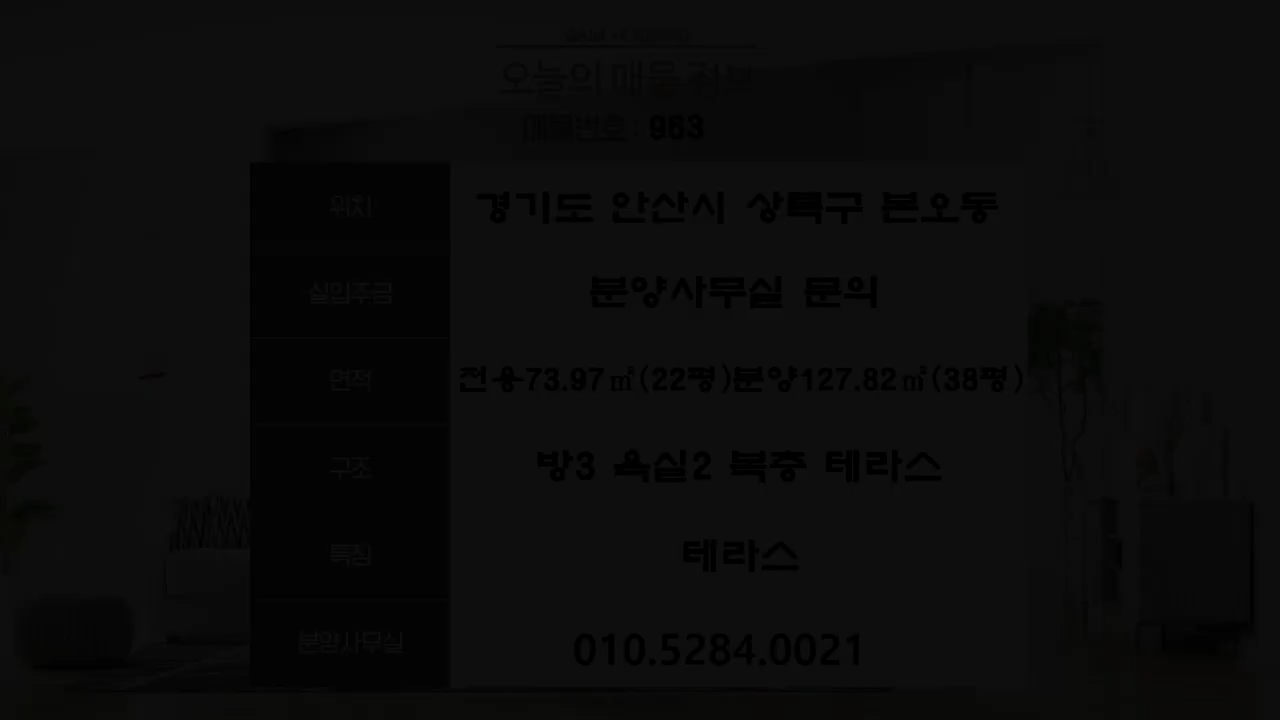 오늘의 매물 정보
매물번호 : 963
위치 경기도 안산시 상록구 본오동
실입주금 분양사무실 문의
면적 전용73.97㎡(22평)분양127.82㎡(38평)
구조 방3 욕실2 복층 테라스
특징 테라스
분양사무실 010.5284.0021